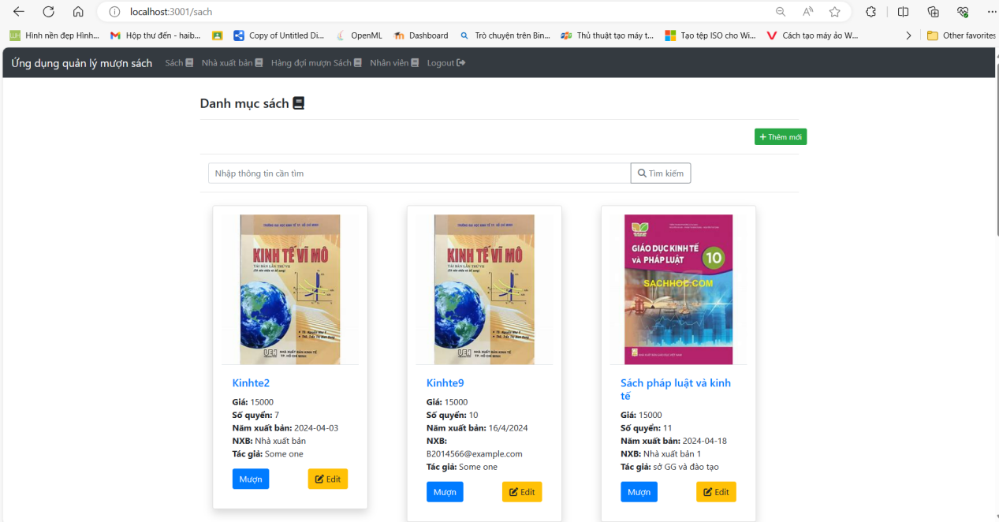 localhost:3001/sach
Hình nền đẹp Hìn... Hộp thư đến - haib... Copy of Untitled Di... OpenML Dashboard Trò chuyện trên Bin... Thủ thuật tạo máy t... Tạo tệp ISO cho Wi... Cách tạo máy ảo W... Other favorites
Ứng dụng quản lý mượn sách Sách Nhà xuất bản Hàng đợi mượn Sách Nhân viên Logout
Danh mục sách
+ Thêm mới
Nhập thông tin cần tìm Tìm kiếm
TRƯỜNG ĐẠI HỌC KINH TẾ TP. HỒ CHÍ MINH
KINH TẾ VĨ MÔ
TÁI BẢN LẦN THỨ VII
UEH NHÀ XUẤT BẢN KINH TẾ
TP. HỒ CHÍ MINH
Kinhte2
Giá: 15000
Số quyển: 7
Năm xuất bản: 2024-04-03
NXB: Nhà xuất bản
Tác giả: Some one
Mượn Edit
TRƯỜNG ĐẠI HỌC KINH TẾ TP. HỒ CHÍ MINH
KINH TẾ VĨ MÔ
TÁI BẢN LẦN THỨ VII
UEH NHÀ XUẤT BẢN KINH TẾ
TP. HỒ CHÍ MINH
Kinhte9
Giá: 15000
Số quyển: 10
Năm xuất bản: 16/4/2024
NXB:
B2014566@example.com
Tác giả: Some one
Mượn Edit
GIÁO DỤC KINH TẾ
VÀ PHÁP LUẬT 10
SACHHOC.COM
NHÀ XUẤT BẢN GIÁO DỤC VIỆT NAM
Sách pháp luật và kinh
tế
Giá: 15000
Số quyển: 11
Năm xuất bản: 2024-04-18
NXB: Nhà xuất bản 1
Tác giả: sở GG và đào tạo
Mượn Edit